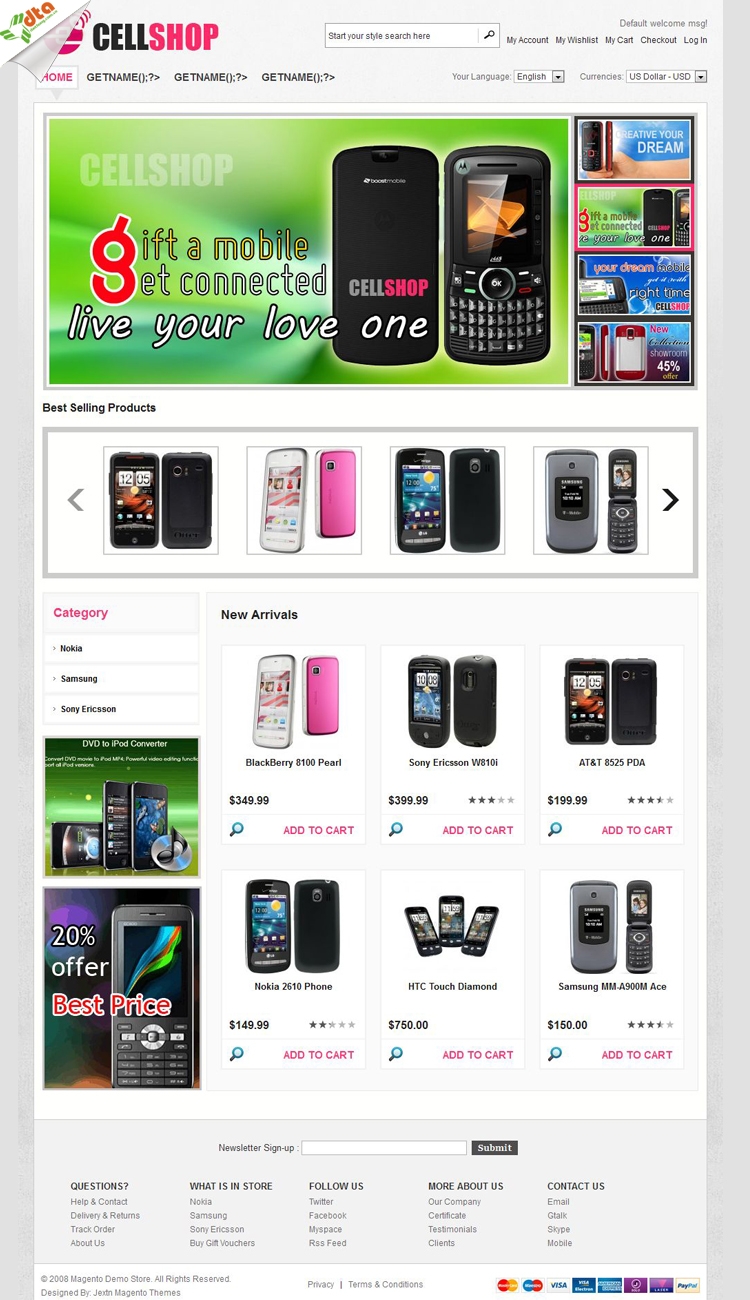 dta
CELLSHOP
Start your style search here
Default welcome msg!
My Account My Wishlist My Cart Checkout Log In
HOME GETNAME();?> GETNAME();?> GETNAME();?>
Your Language: English Currencies: US Dollar - USD
CELLSHOP
boostmobile
gift a mobile
get connected
live your love one
CELLSHOP
OK
CREATIVE YOUR
DREAM
CELLSHOP
gift a mobile
get connected
live your love one
CELLSHOP
your dream mobile
get it with
right time
CELLSHOP
New
Collection
showroom
45%
offer
Best Selling Products
Category
Nokia
Samsung
Sony Ericsson
DVD to iPod Converter
Convert DVD movie to iPod MP4; Powerful video editing functio
port all iPod versions.
20%
offer
Best Price
New Arrivals
BlackBerry 8100 Pearl
$349.99
ADD TO CART
Sony Ericsson W810i
$399.99
ADD TO CART
AT&T 8525 PDA
$199.99
ADD TO CART
Nokia 2610 Phone
$149.99
ADD TO CART
HTC Touch Diamond
$750.00
ADD TO CART
Samsung MM-A900M Ace
$150.00
ADD TO CART
Newsletter Sign-up : Submit
QUESTIONS?
Help & Contact
Delivery & Returns
Track Order
About Us
WHAT IS IN STORE
Nokia
Samsung
Sony Ericsson
Buy Gift Vouchers
FOLLOW US
Twitter
Facebook
Myspace
Rss Feed
MORE ABOUT US
Our Company
Certificate
Testimonials
Clients
CONTACT US
Email
Gtalk
Skype
Mobile
© 2008 Magento Demo Store. All Rights Reserved.
Designed By: Jextn Magento Themes
Privacy | Terms & Conditions
VISA VISA PayPal